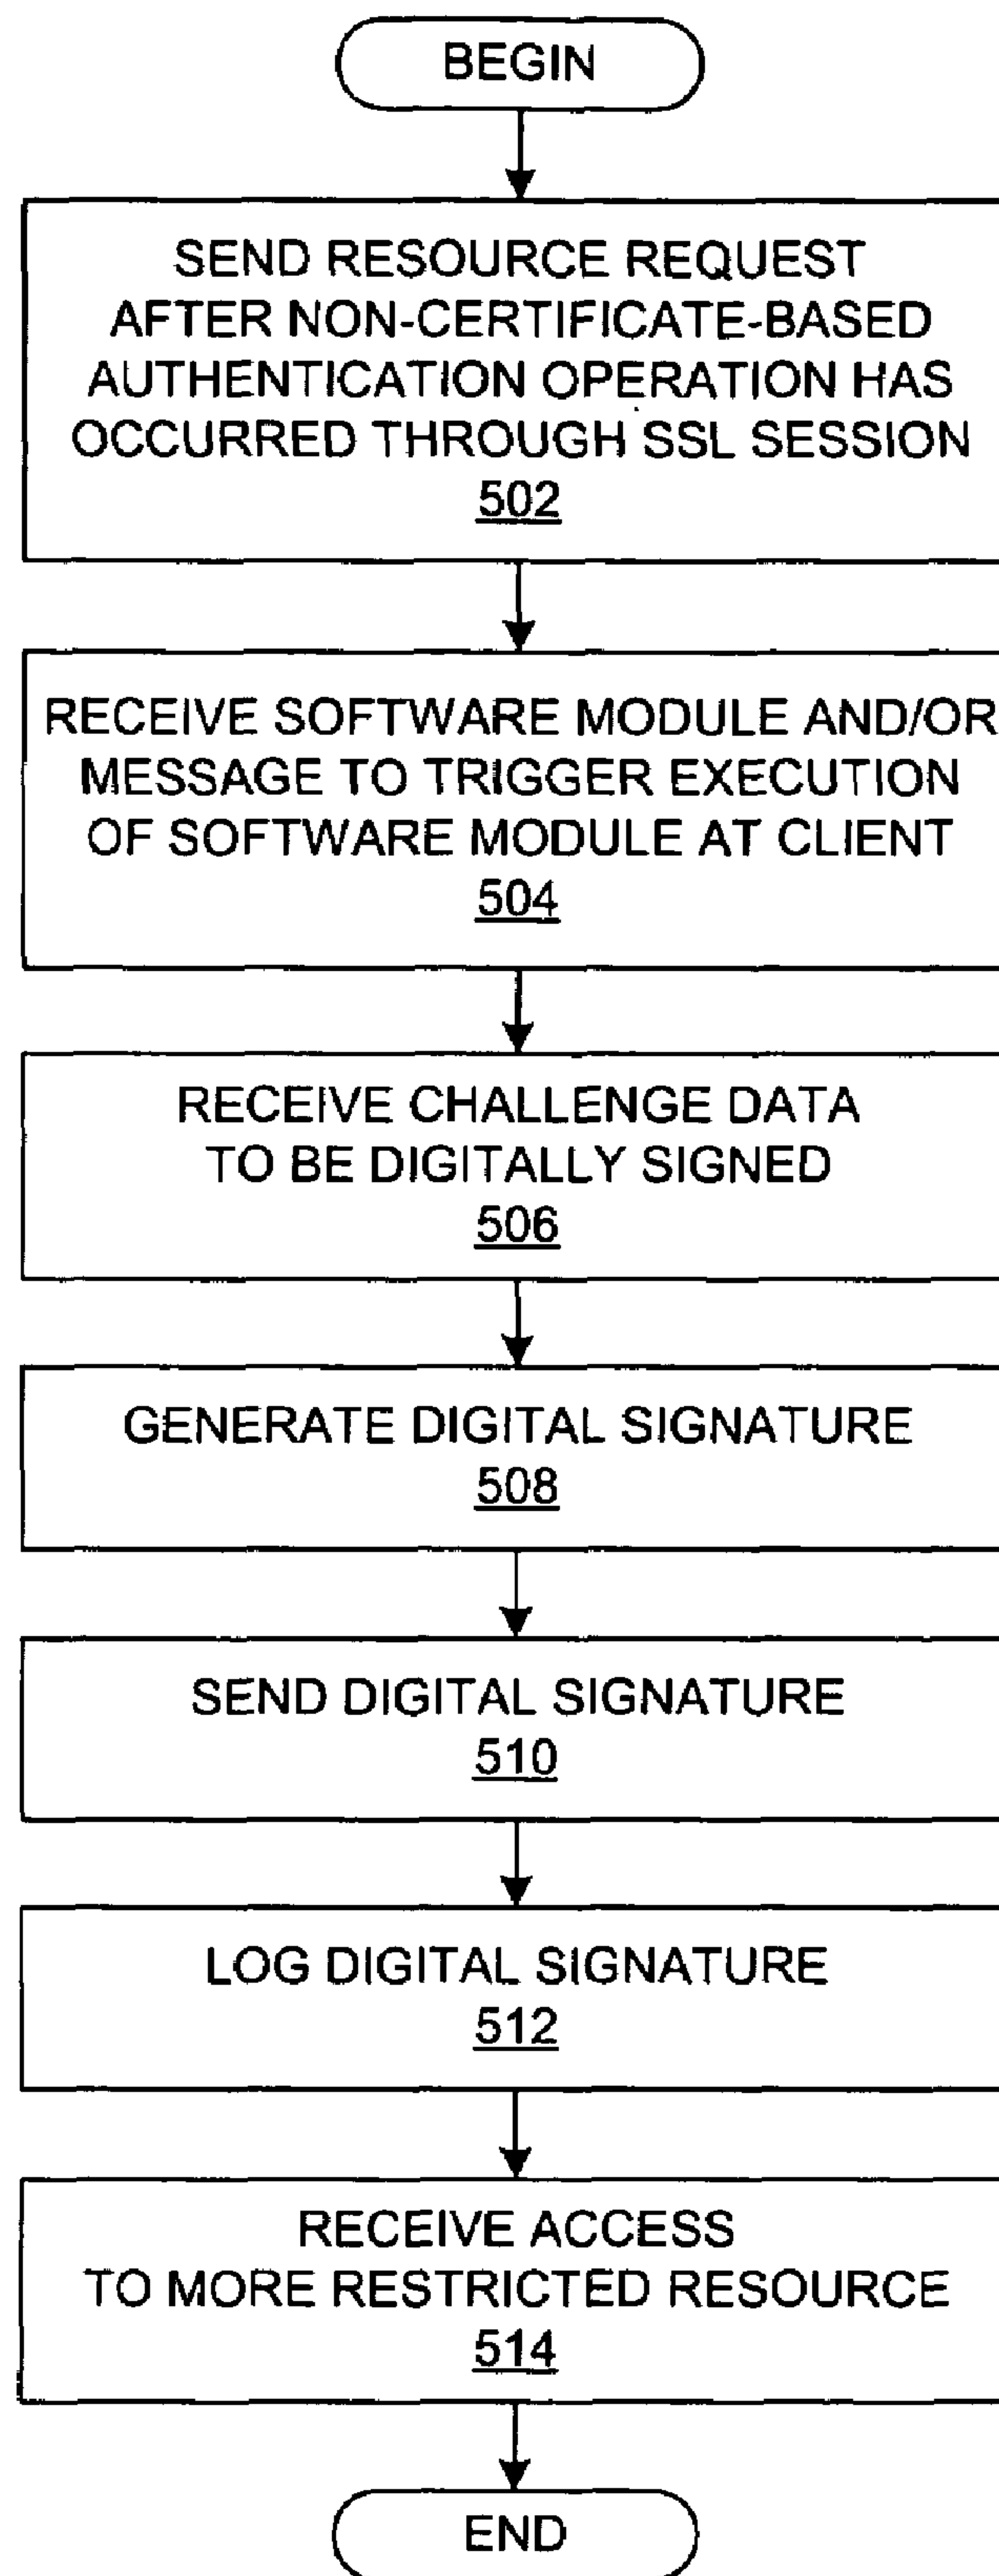 BEGIN
SEND RESOURCE REQUEST
AFTER NON-CERTIFICATE-BASED
AUTHENTICATION OPERATION HAS
OCCURRED THROUGH SSL SESSION
502
RECEIVE SOFTWARE MODULE AND/OR
MESSAGE TO TRIGGER EXECUTION
OF SOFTWARE MODULE AT CLIENT
504
RECEIVE CHALLENGE DATA
TO BE DIGITALLY SIGNED
506
GENERATE DIGITAL SIGNATURE
508
SEND DIGITAL SIGNATURE
510
LOG DIGITAL SIGNATURE
512
RECEIVE ACCESS
TO MORE RESTRICTED RESOURCE
514
END